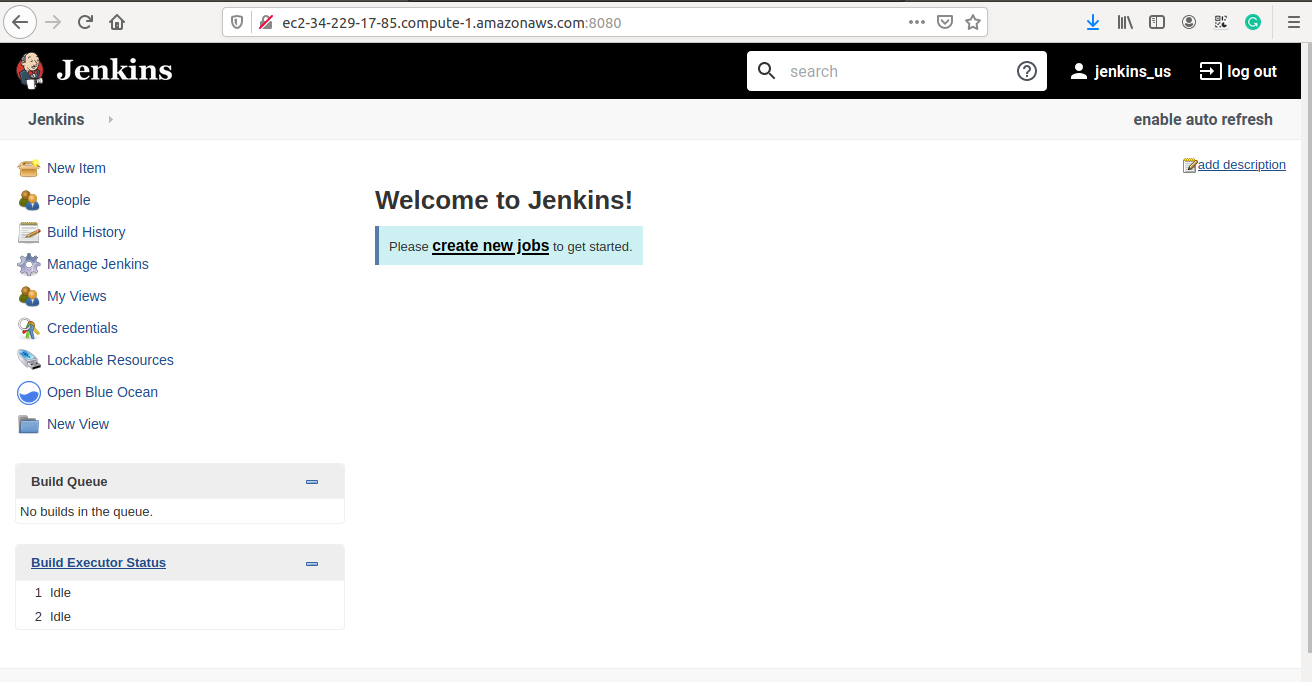 ec2-34-229-17-85.compute-1.amazonaws.com:8080
Jenkins
search
jenkins_us
log out
Jenkins
enable auto refresh
add description
New Item
People
Build History
Manage Jenkins
My Views
Credentials
Lockable Resources
Open Blue Ocean
New View
Welcome to Jenkins!
Please create new jobs to get started.
Build Queue
No builds in the queue.
Build Executor Status
1 Idle
2 Idle